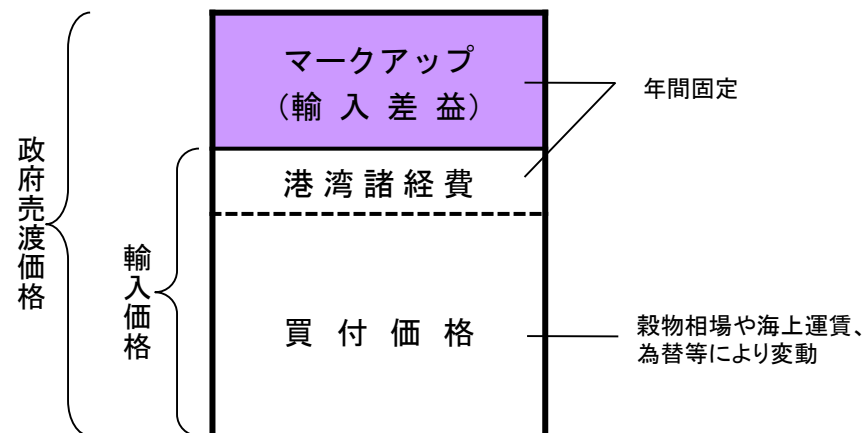 政府売渡価格
輸入価格
マークアップ
（輸入差益）
港湾諸経費
買付価格
年間固定
穀物相場や海上運賃、
為替等により変動